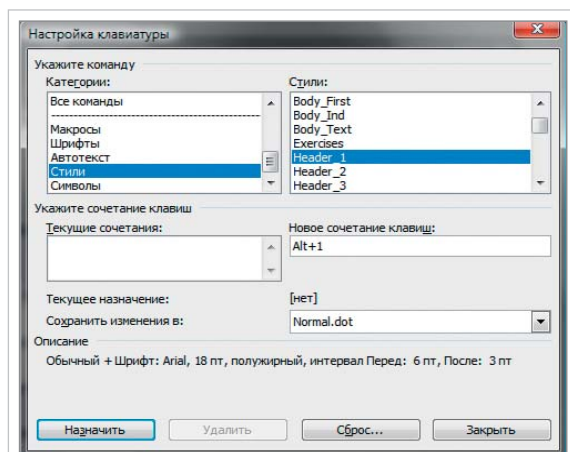 Настройка клавиатуры
Укажите команду
Категории:
Все команды
Макросы
Шрифты
Автотекст
Стили
Символы
Стили:
Body_First
Body_Ind
Body_Text
Exercises
Header_1
Header_2
Header_3
Укажите сочетание клавиш
Текущие сочетания:
Новое сочетание клавиш:
Alt+1
Текущее назначение:
[нет]
Сохранить изменения в:
Normal.dot
Описание
Обычный + Шрифт: Arial, 18 пт, полужирный, интервал Перед: 6 пт, После: 3 пт
Назначить
Удалить
Сброс...
Закрыть